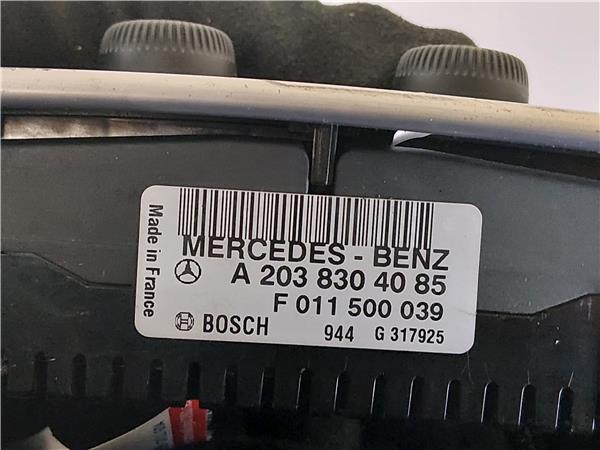 Made in France
MERCEDES - BENZ
A 203 830 40 85
F 011 500 039
BOSCH 944 G 317925